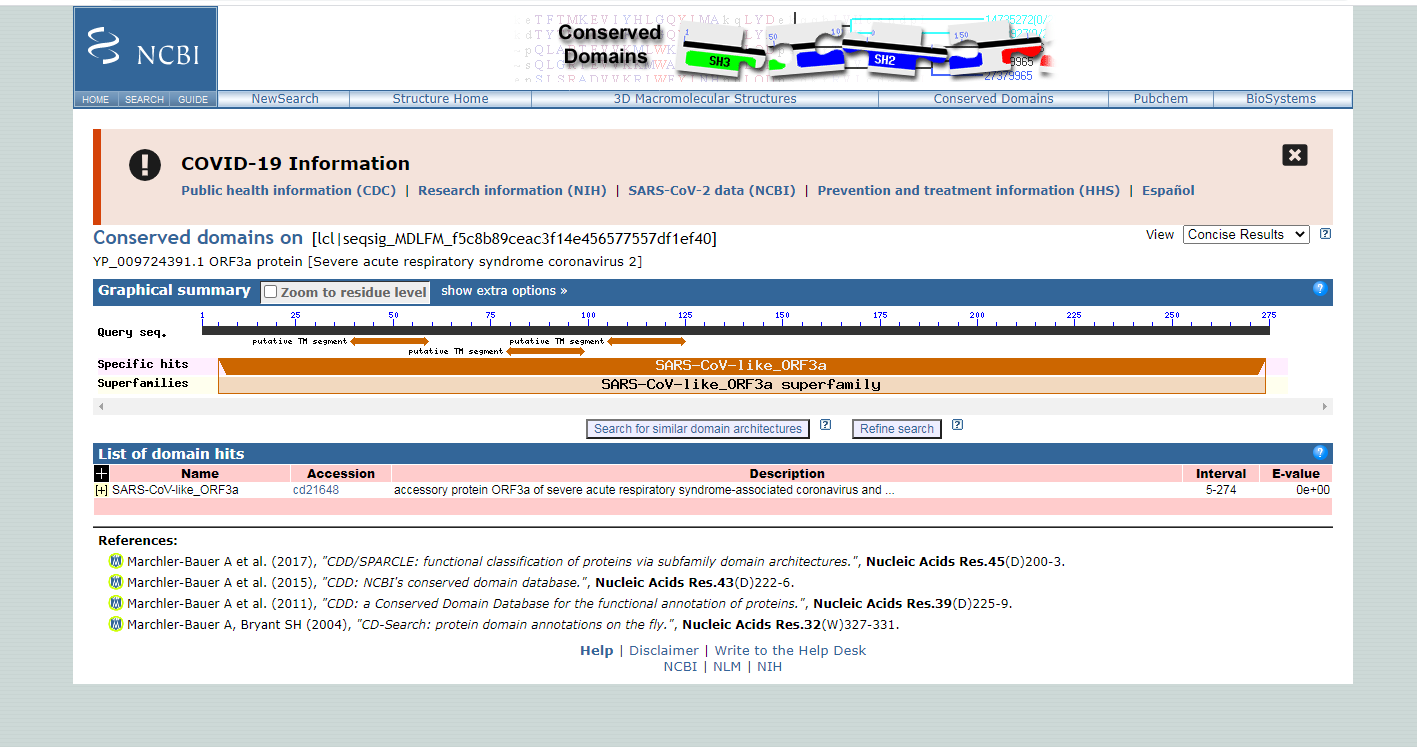 NCBI
HOME SEARCH GUIDE
Conserved
Domains
1 50 150
SH3 SH2
14735272
27379965
NewSearch Structure Home 3D Macromolecular Structures Conserved Domains Pubchem BioSystems
COVID-19 Information
Public health information (CDC) | Research information (NIH) | SARS-CoV-2 data (NCBI) | Prevention and treatment information (HHS) | Español
Conserved domains on [lcl|seqsig_MDLFM_f5c8b89ceac3f14e456577557df1ef40]
View Concise Results ?
YP_009724391.1 ORF3a protein [Severe acute respiratory syndrome coronavirus 2]
Graphical summary Zoom to residue level show extra options » ?
1 25 50 75 100 125 150 175 200 225 250 275
Query seq.
putative TM segment putative TM segment
putative TM segment
Specific hits SARS-CoV-like_ORF3a
Superfamilies SARS-CoV-like_ORF3a superfamily
Search for similar domain architectures ? Refine search ?
List of domain hits ?
+ Name Accession Description Interval E-value
[+] SARS-CoV-like_ORF3a cd21648 accessory protein ORF3a of severe acute respiratory syndrome-associated coronavirus and ... 5-274 0e+00
References:
Marchler-Bauer A et al. (2017), "CDD/SPARCLE: functional classification of proteins via subfamily domain architectures.", Nucleic Acids Res.45(D)200-3.
Marchler-Bauer A et al. (2015), "CDD: NCBI's conserved domain database.", Nucleic Acids Res.43(D)222-6.
Marchler-Bauer A et al. (2011), "CDD: a Conserved Domain Database for the functional annotation of proteins.", Nucleic Acids Res.39(D)225-9.
Marchler-Bauer A, Bryant SH (2004), "CD-Search: protein domain annotations on the fly.", Nucleic Acids Res.32(W)327-331.
Help | Disclaimer | Write to the Help Desk
NCBI | NLM | NIH